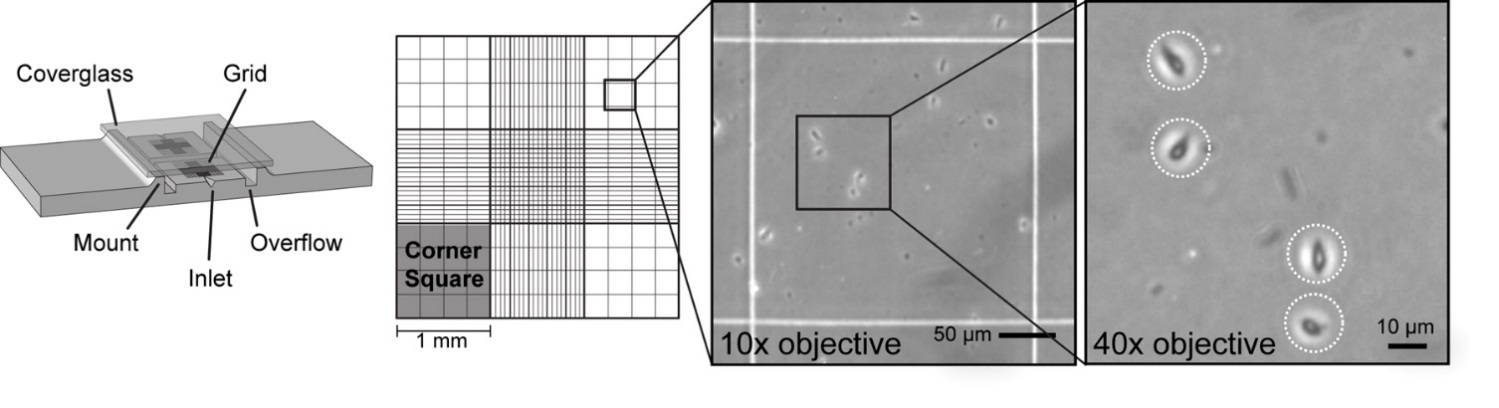 Coverglass
Grid
Mount
Inlet
Overflow
Corner
Square
1 mm
10x objective
50 µm
40x objective
10 µm